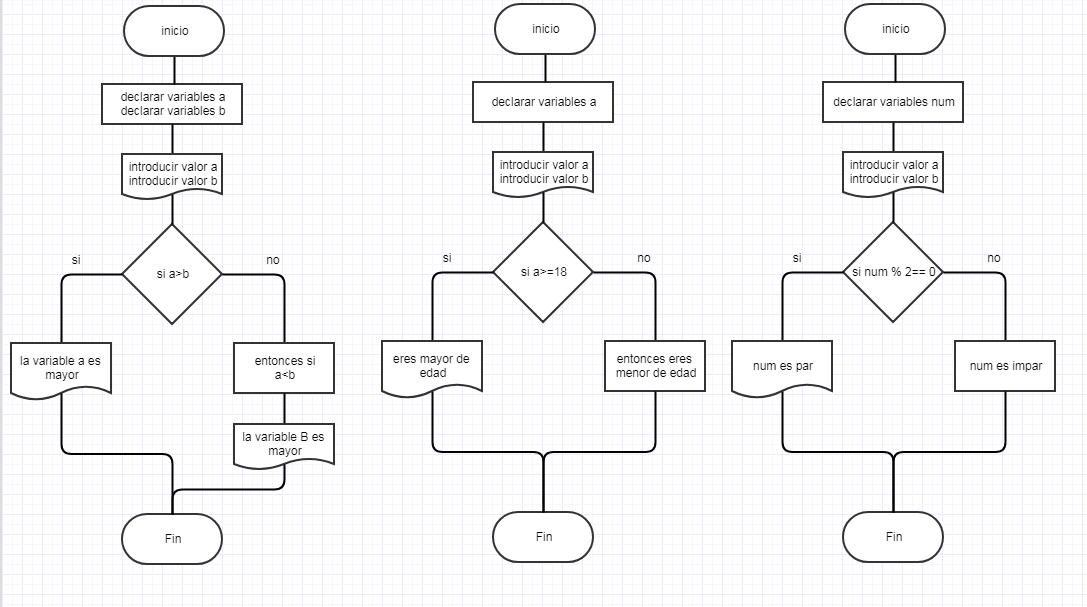 inicio
declarar variables a
declarar variables b
introducir valor a
introducir valor b
si a>b
si
no
la variable a es
mayor
entonces si
a<b
la variable B es
mayor
Fin
inicio
declarar variables a
introducir valor a
introducir valor b
si a>=18
si
no
eres mayor de
edad
entonces eres
menor de edad
Fin
inicio
declarar variables num
introducir valor a
introducir valor b
si num % 2== 0
si
no
num es par
num es impar
Fin